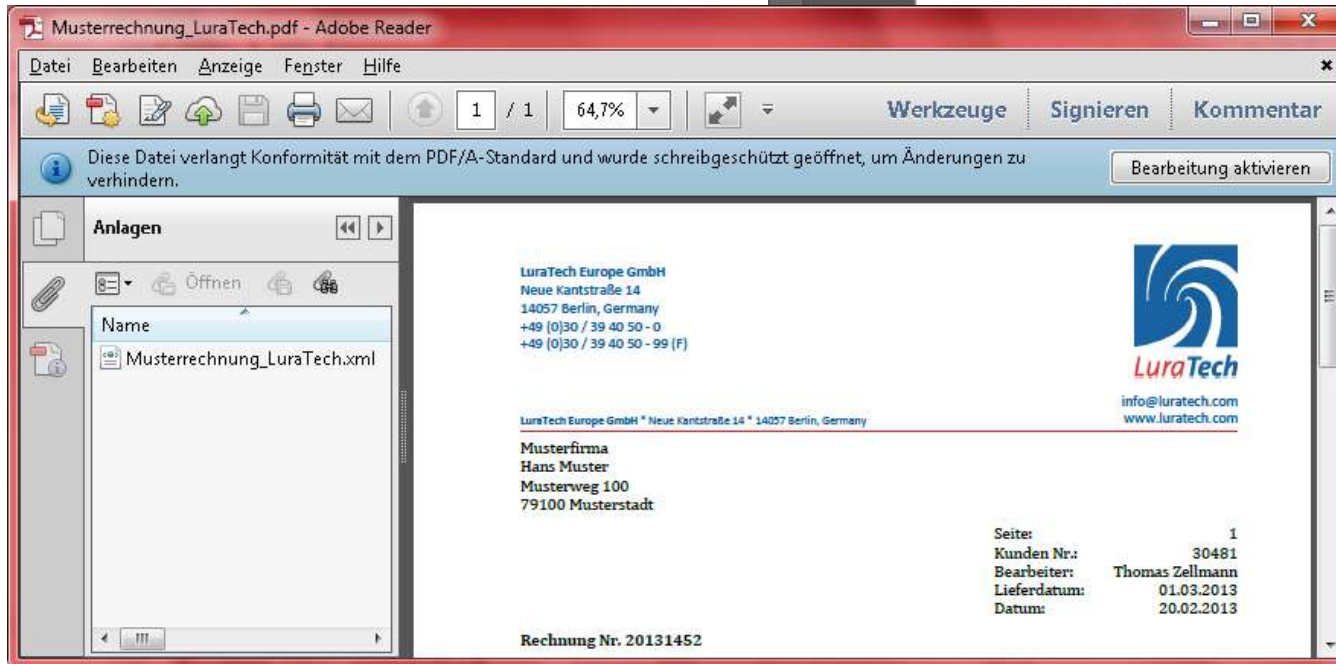 Musterrechnung_LuraTech.pdf - Adobe Reader
Datei Bearbeiten Anzeige Fenster Hilfe
1 / 1 64,7% Werkzeuge Signieren Kommentar
Diese Datei verlangt Konformität mit dem PDF/A-Standard und wurde schreibgeschützt geöffnet, um Änderungen zu
verhindern.
Bearbeitung aktivieren
Anlagen
Öffnen
Name
Musterrechnung_LuraTech.xml
LuraTech Europe GmbH
Neue Kantstraße 14
14057 Berlin, Germany
+49 (0)30 / 39 40 50 - 0
+49 (0)30 / 39 40 50 - 99 (F)
LuraTech
info@luratech.com
www.luratech.com
LuraTech Europe GmbH * Neue Kantstraße 14 * 14057 Berlin, Germany
Musterfirma
Hans Muster
Musterweg 100
79100 Musterstadt
Seite: 1
Kunden Nr.: 30481
Bearbeiter: Thomas Zellmann
Lieferdatum: 01.03.2013
Datum: 20.02.2013
Rechnung Nr. 20131452